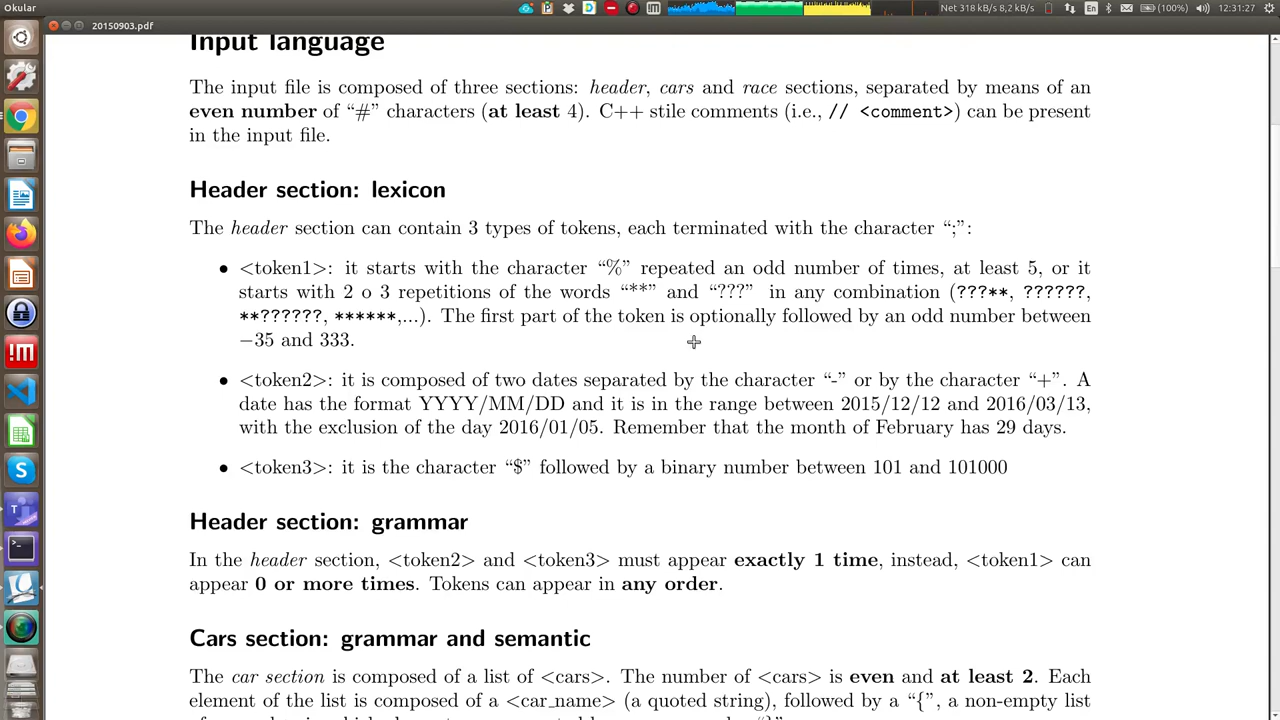 Okular
Net 318 kB/s 8,2 kB/s
En
(100%)
12:31:27
20150903.pdf
Input language
The input file is composed of three sections: header, cars and race sections, separated by means of an
even number of “#” characters (at least 4). C++ stile comments (i.e., // <comment>) can be present
in the input file.
Header section: lexicon
The header section can contain 3 types of tokens, each terminated with the character “;”:
• <token1>: it starts with the character “%” repeated an odd number of times, at least 5, or it
starts with 2 o 3 repetitions of the words “**” and “???” in any combination (???**, ??????,
**??????, ******,...). The first part of the token is optionally followed by an odd number between
−35 and 333.
• <token2>: it is composed of two dates separated by the character “-” or by the character “+”. A
date has the format YYYY/MM/DD and it is in the range between 2015/12/12 and 2016/03/13,
with the exclusion of the day 2016/01/05. Remember that the month of February has 29 days.
• <token3>: it is the character “$” followed by a binary number between 101 and 101000
Header section: grammar
In the header section, <token2> and <token3> must appear exactly 1 time, instead, <token1> can
appear 0 or more times. Tokens can appear in any order.
Cars section: grammar and semantic
The car section is composed of a list of <cars>. The number of <cars> is even and at least 2. Each
element of the list is composed of a <car_name> (a quoted string), followed by a “{”, a non-empty list